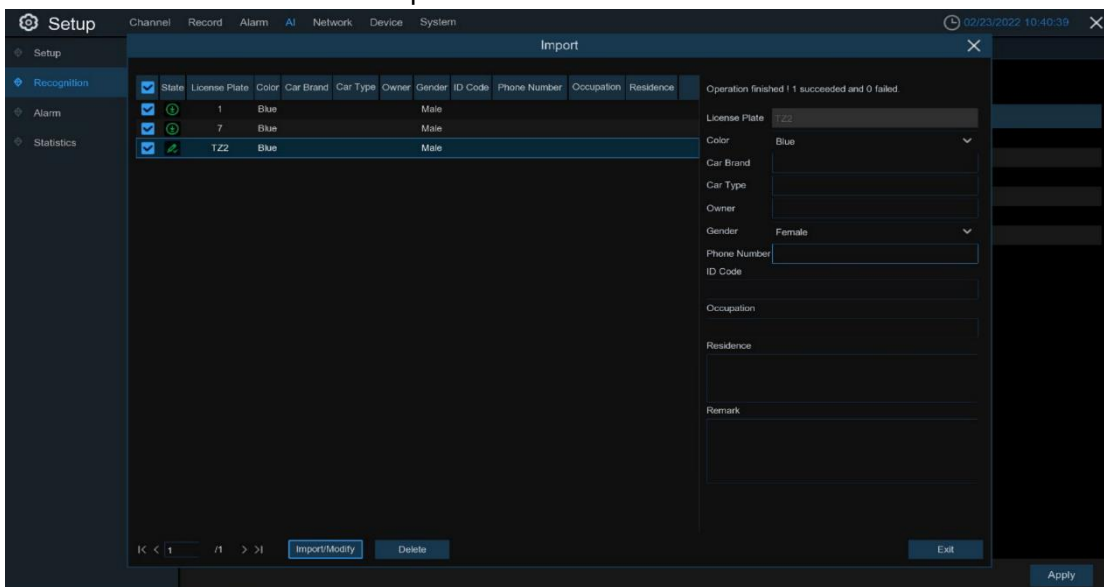 Setup Channel Record Alarm AI Network Device System 02/23/2022 10:40:39
Import
Setup
Recognition
Alarm
Statistics
State License Plate Color Car Brand Car Type Owner Gender ID Code Phone Number Occupation Residence
1 Blue Male
7 Blue Male
TZ2 Blue Male
Operation finished ! 1 succeeded and 0 failed.
License Plate TZ2
Color Blue
Car Brand
Car Type
Owner
Gender Female
Phone Number
ID Code
Occupation
Residence
Remark
1 /1 Import/Modify Delete Exit
Apply